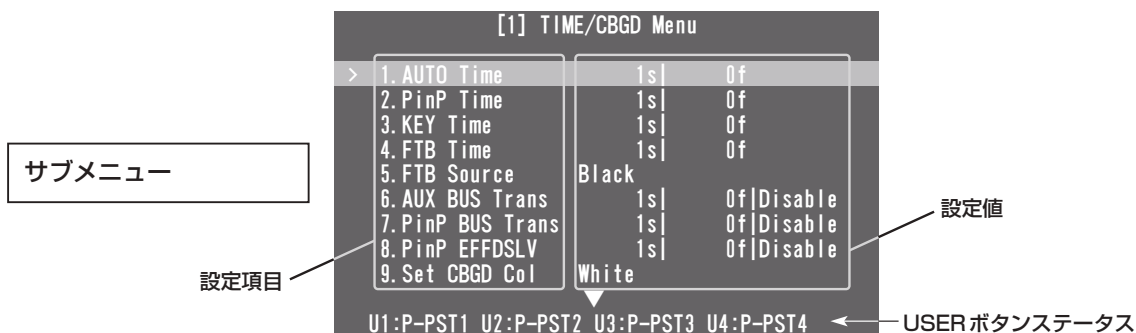 [1] TIME/CBGD Menu
> 1.AUTO Time 1s| 0f
2.PinP Time 1s| 0f
3.KEY Time 1s| 0f
4.FTB Time 1s| 0f
5.FTB Source Black
6.AUX BUS Trans 1s| 0f|Disable
7.PinP BUS Trans 1s| 0f|Disable
8.PinP EFFDSLV 1s| 0f|Disable
9.Set CBGD Col White
U1:P-PST1 U2:P-PST2 U3:P-PST3 U4:P-PST4
サブメニュー
設定項目
設定値
USERボタンステータス